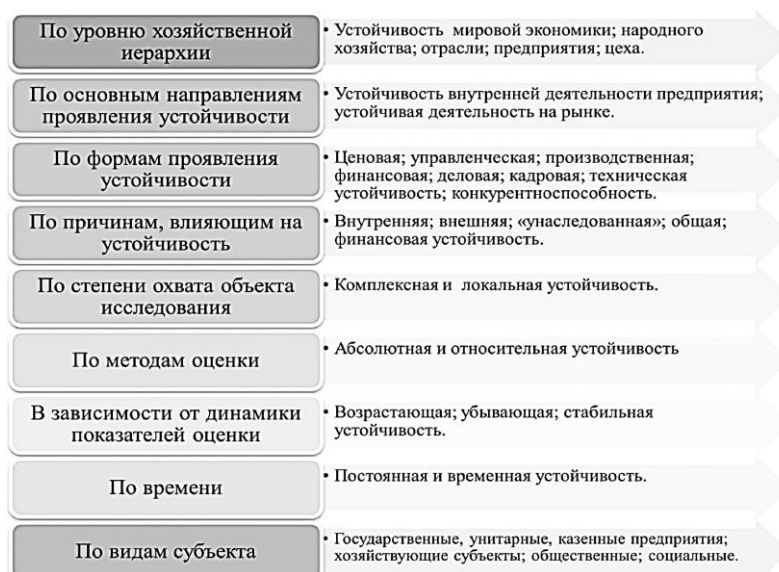 По уровню хозяйственной
иерархии
• Устойчивость мировой экономики; народного
хозяйства; отрасли; предприятия; цеха.
По основным направлениям
проявления устойчивости
• Устойчивость внутренней деятельности предприятия;
устойчивая деятельность на рынке.
По формам проявления
устойчивости
• Ценовая; управленческая; производственная;
финансовая; деловая; кадровая; техническая
устойчивость; конкурентноспособность.
По причинам, влияющим на
устойчивость
• Внутренняя; внешняя; «унаследованная»; общая;
финансовая устойчивость.
По степени охвата объекта
исследования
• Комплексная и локальная устойчивость.
По методам оценки
• Абсолютная и относительная устойчивость
В зависимости от динамики
показателей оценки
• Возрастающая; убывающая; стабильная
устойчивость.
По времени
• Постоянная и временная устойчивость.
По видам субъекта
• Государственные, унитарные, казенные предприятия;
хозяйствующие субъекты; общественные; социальные.